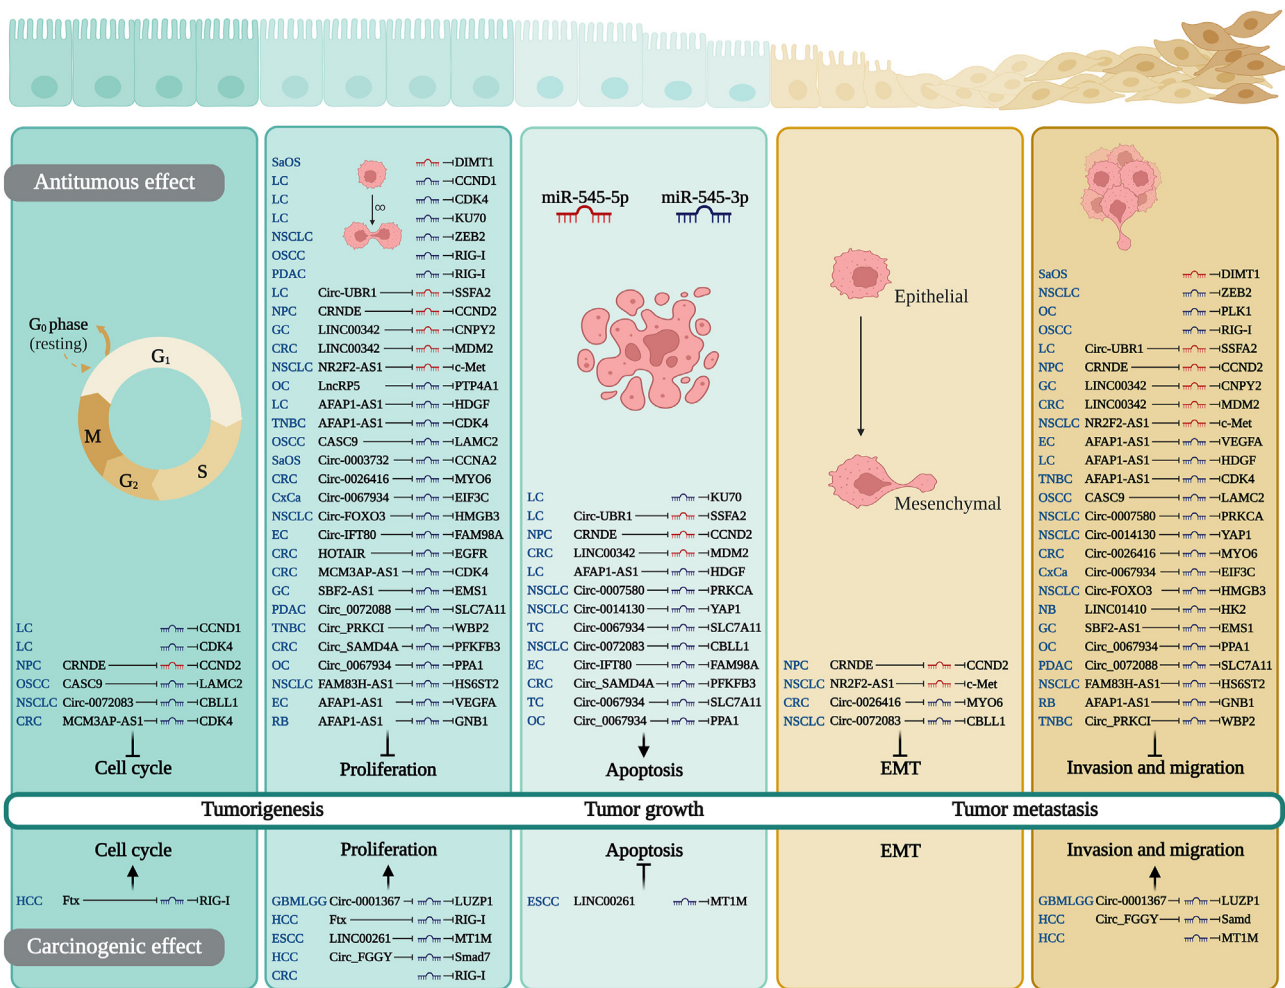 Antitumous effect
G0 phase
(resting)
G1
M
G2
S
LC CCND1
LC CDK4
NPC CRNDE CCND2
OSCC CASC9 LAMC2
NSCLC Circ-0072083 CBLL1
CRC MCM3AP-AS1 CDK4
Cell cycle
SaOS DIMT1
LC CCND1
LC CDK4
LC KU70
NSCLC ZEB2
OSCC RIG-I
PDAC RIG-I
∞
LC Circ-UBR1 SSFA2
NPC CRNDE CCND2
GC LINC00342 CNPY2
CRC LINC00342 MDM2
NSCLC NR2F2-AS1 c-Met
OC LncRP5 PTP4A1
LC AFAP1-AS1 HDGF
TNBC AFAP1-AS1 CDK4
OSCC CASC9 LAMC2
SaOS Circ-0003732 CCNA2
CRC Circ-0026416 MYO6
CxCa Circ-0067934 EIF3C
NSCLC Circ-FOXO3 HMGB3
EC Circ-IFT80 FAM98A
CRC HOTAIR EGFR
CRC MCM3AP-AS1 CDK4
GC SBF2-AS1 EMS1
PDAC Circ_0072088 SLC7A11
TNBC Circ_PRKCI WBP2
CRC Circ_SAMD4A PFKFB3
OC Circ_0067934 PPA1
NSCLC FAM83H-AS1 HS6ST2
EC AFAP1-AS1 VEGFA
RB AFAP1-AS1 GNB1
Proliferation
miR-545-5p miR-545-3p
LC KU70
LC Circ-UBR1 SSFA2
NPC CRNDE CCND2
CRC LINC00342 MDM2
LC AFAP1-AS1 HDGF
NSCLC Circ-0007580 PRKCA
NSCLC Circ-0014130 YAP1
TC Circ-0067934 SLC7A11
NSCLC Circ-0072083 CBLL1
EC Circ-IFT80 FAM98A
CRC Circ_SAMD4A PFKFB3
TC Circ-0067934 SLC7A11
OC Circ_0067934 PPA1
Apoptosis
Epithelial
Mesenchymal
NPC CRNDE CCND2
NSCLC NR2F2-AS1 c-Met
CRC Circ-0026416 MYO6
NSCLC Circ-0072083 CBLL1
EMT
SaOS DIMT1
NSCLC ZEB2
OC PLK1
OSCC RIG-I
LC Circ-UBR1 SSFA2
NPC CRNDE CCND2
GC LINC00342 CNPY2
CRC LINC00342 MDM2
NSCLC NR2F2-AS1 c-Met
EC AFAP1-AS1 VEGFA
LC AFAP1-AS1 HDGF
TNBC AFAP1-AS1 CDK4
OSCC CASC9 LAMC2
NSCLC Circ-0007580 PRKCA
NSCLC Circ-0014130 YAP1
CRC Circ-0026416 MYO6
CxCa Circ-0067934 EIF3C
NSCLC Circ-FOXO3 HMGB3
NB LINC01410 HK2
GC SBF2-AS1 EMS1
OC Circ_0067934 PPA1
PDAC Circ_0072088 SLC7A11
NSCLC FAM83H-AS1 HS6ST2
RB AFAP1-AS1 GNB1
TNBC Circ_PRKCI WBP2
Invasion and migration
Tumorigenesis Tumor growth Tumor metastasis
Cell cycle
HCC Ftx RIG-I
Carcinogenic effect
Proliferation
GBMLGG Circ-0001367 LUZP1
HCC Ftx RIG-I
ESCC LINC00261 MT1M
HCC Circ_FGGY Smad7
CRC RIG-I
Apoptosis
ESCC LINC00261 MT1M
EMT
Invasion and migration
GBMLGG Circ-0001367 LUZP1
HCC Circ_FGGY Samd
HCC MT1M